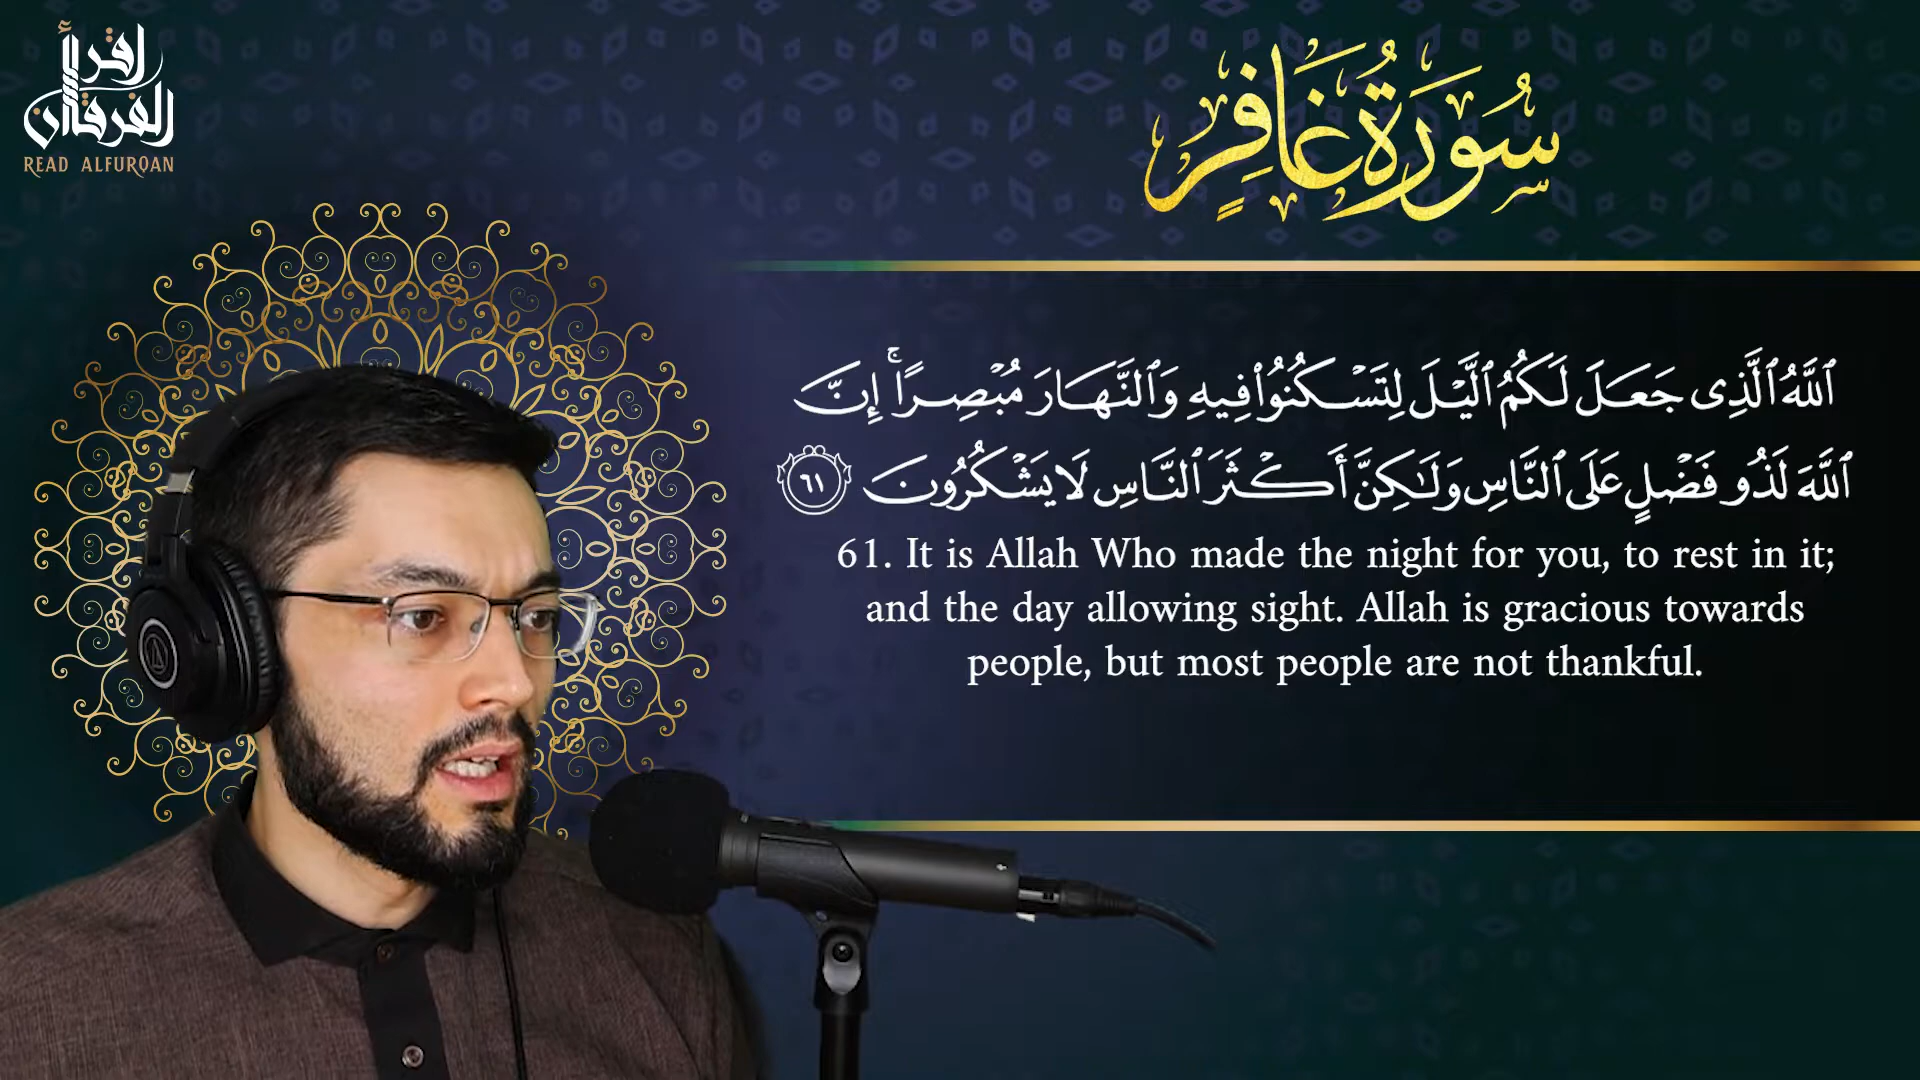 اقرأ
الفرقان
READ ALFURQAN
سُورَةُ غَافِرٍ
ٱللَّهُ ٱلَّذِى جَعَلَ لَكُمُ ٱلَّيْلَ لِتَسْكُنُوا۟ فِيهِ وَٱلنَّهَارَ مُبْصِرًا ۚ إِنَّ
ٱللَّهَ لَذُو فَضْلٍ عَلَى ٱلنَّاسِ وَلَـٰكِنَّ أَكْثَرَ ٱلنَّاسِ لَا يَشْكُرُونَ ٦١
61. It is Allah Who made the night for you, to rest in it;
and the day allowing sight. Allah is gracious towards
people, but most people are not thankful.